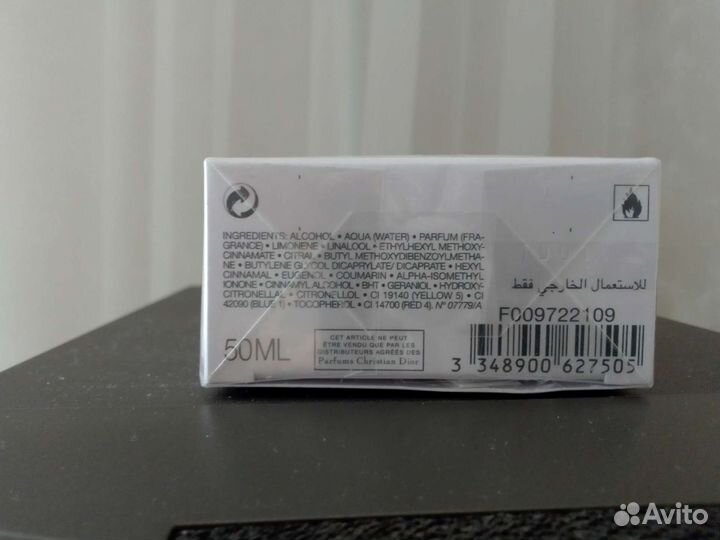 INGREDIENTS: ALCOHOL • AQUA (WATER) • PARFUM (FRA-
GRANCE) • LIMONENE • LINALOOL • ETHYLHEXYL METHOXY-
CINNAMATE • CITRAL • BUTYL METHOXYDIBENZOYLMETHA-
NE • BUTYLENE GLYCOL DICAPRYLATE/ DICAPRATE • HEXYL
CINNAMAL • EUGENOL • COUMARIN • ALPHA-ISOMETHYL
IONONE • CINNAMYL ALCOHOL • BHT • GERANIOL • HYDROXY-
CITRONELLAL • CITRONELLOL • CI 19140 (YELLOW 5) • CI
42090 (BLUE 1) • TOCOPHEROL • CI 14700 (RED 4). N° 07779/A
50ML
CET ARTICLE NE PEUT
ÊTRE VENDU QUE PAR LES
DISTRIBUTEURS AGRÉÉS DES
Parfums Christian Dior
للاستعمال الخارجي فقط
F009722109
3 348900 627505
Avito